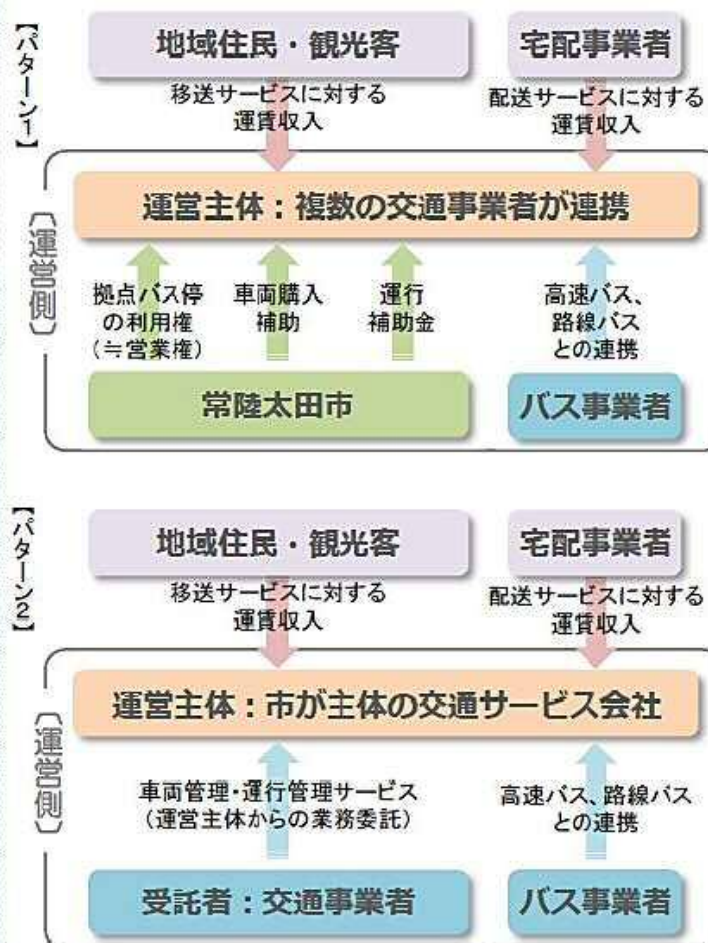 【パターン1】
地域住民・観光客
宅配事業者
移送サービスに対する
運賃収入
配送サービスに対する
運賃収入
〔運営側〕
運営主体：複数の交通事業者が連携
拠点バス停
の利用権
（≒営業権）
車両購入
補助
運行
補助金
高速バス、
路線バス
との連携
常陸太田市
バス事業者
【パターン2】
地域住民・観光客
宅配事業者
移送サービスに対する
運賃収入
配送サービスに対する
運賃収入
〔運営側〕
運営主体：市が主体の交通サービス会社
車両管理・運行管理サービス
（運営主体からの業務委託）
高速バス、路線バス
との連携
受託者：交通事業者
バス事業者